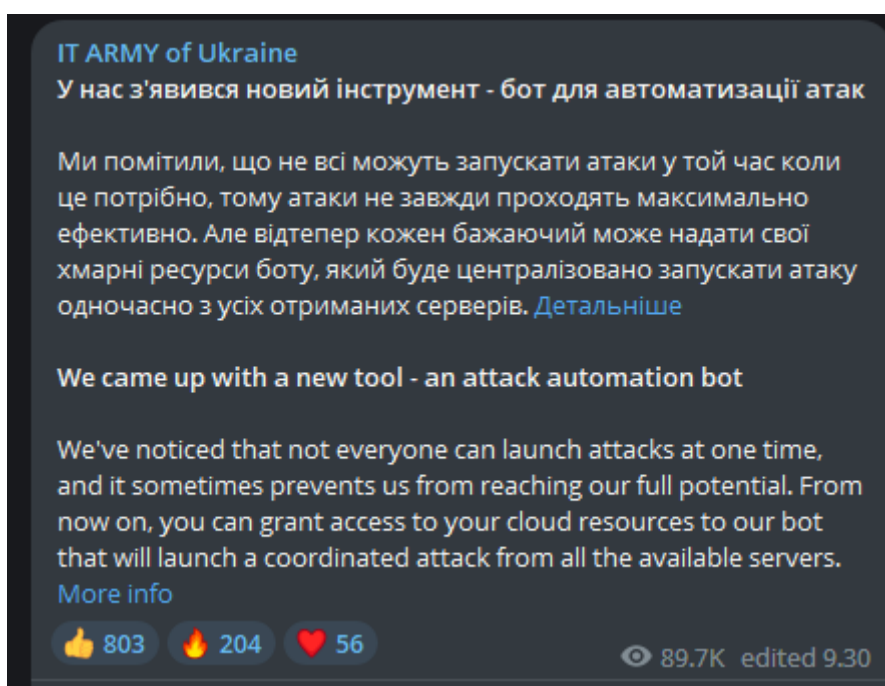 IT ARMY of Ukraine
У нас з'явився новий інструмент - бот для автоматизації атак
Ми помітили, що не всі можуть запускати атаки у той час коли
це потрібно, тому атаки не завжди проходять максимально
ефективно. Але відтепер кожен бажаючий може надати свої
хмарні ресурси боту, який буде централізовано запускати атаку
одночасно з усіх отриманих серверів. Детальніше
We came up with a new tool - an attack automation bot
We've noticed that not everyone can launch attacks at one time,
and it sometimes prevents us from reaching our full potential. From
now on, you can grant access to your cloud resources to our bot
that will launch a coordinated attack from all the available servers.
More info
👍 803 🔥 204 ❤️ 56
89.7K edited 9.30